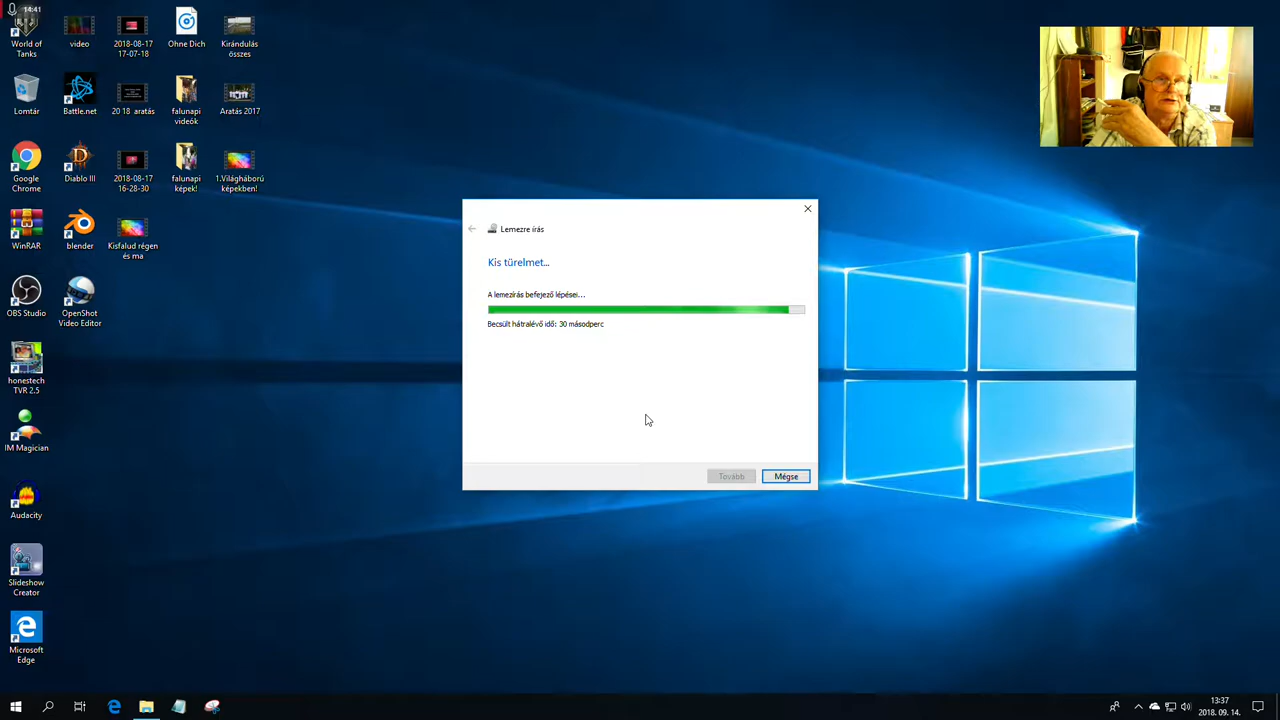 14:41
World of
Tanks
video
2018-08-17
17-07-18
Ohne Dich
Kirándulás
összes
Lomtár
Battle.net
20 18 aratás
falunapi
videók
Aratás 2017
Google
Chrome
Diablo III
2018-08-17
16-28-30
falunapi
képek!
1.Világháború
képekben!
WinRAR
blender
Kisfalud régen
és ma
OBS Studio
OpenShot
Video Editor
honestech
TVR 2.5
IM Magician
Audacity
Slideshow
Creator
Microsoft
Edge
Lemezre írás
Kis türelmet...
A lemezírás befejező lépései...
Becsült hátralévő idő: 30 másodperc
Tovább
Mégse
13:37
2018. 09. 14.